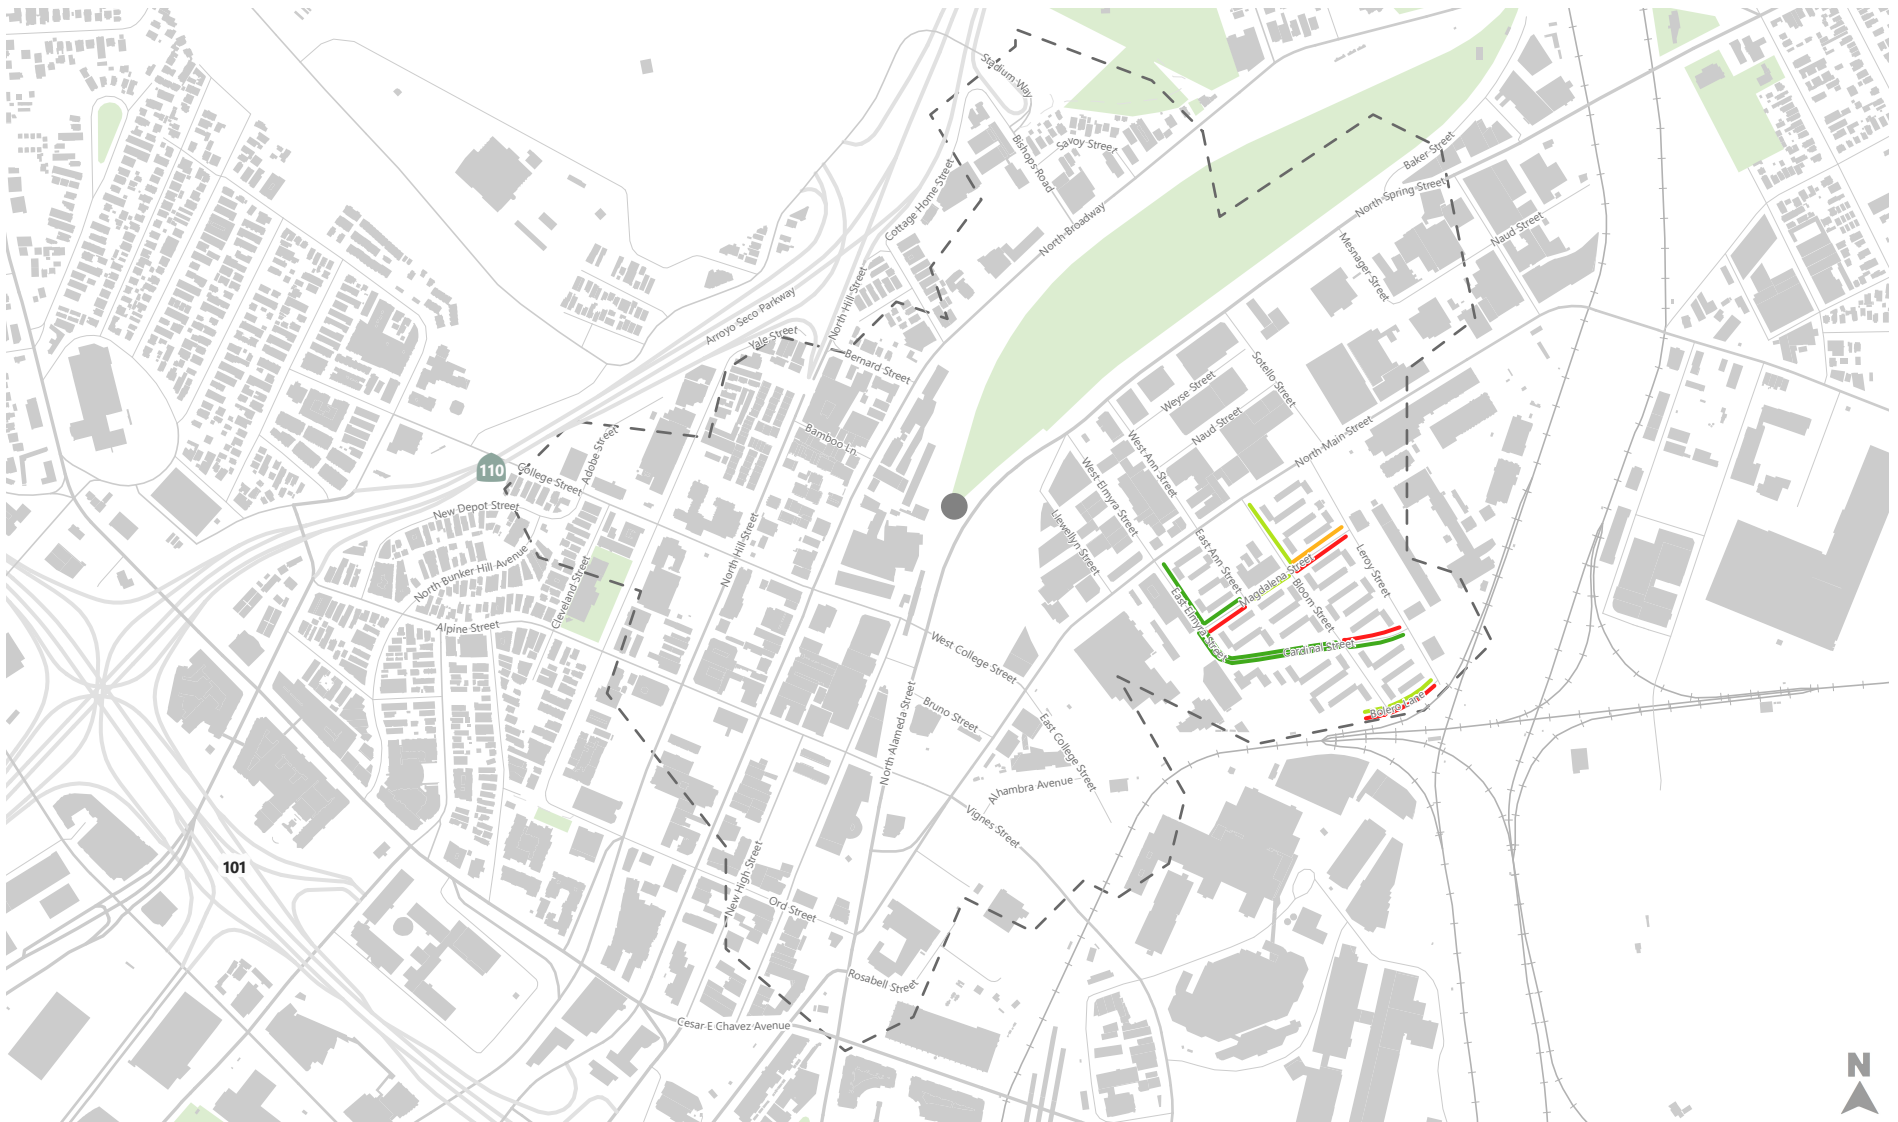 Stadium Way
Savoy Street
Bishops Road
Baker Street
North Spring Street
Cottage Home Street
North Broadway
Naud Street
Mesnager Street
Arroyo Seco Parkway
North Hill Street
Yale Street
Bernard Street
Sotello Street
Weyse Street
Naud Street
Bamboo Ln
North Main Street
West Ann Street
Adobe Street
110
College Street
West Elmyra Street
New Depot Street
Llewellyn Street
North Hill Street
East Ann Street
Magdalena Street
Leroy Street
North Bunker Hill Avenue
Cleveland Street
Bloom Street
East Elmyra Street
Alpine Street
West College Street
Cardinal Street
Bolero Lane
Bruno Street
North Alameda Street
East College Street
Alhambra Avenue
Vignes Street
101
New High Street
Ord Street
Rosabell Street
Cesar E Chavez Avenue
N